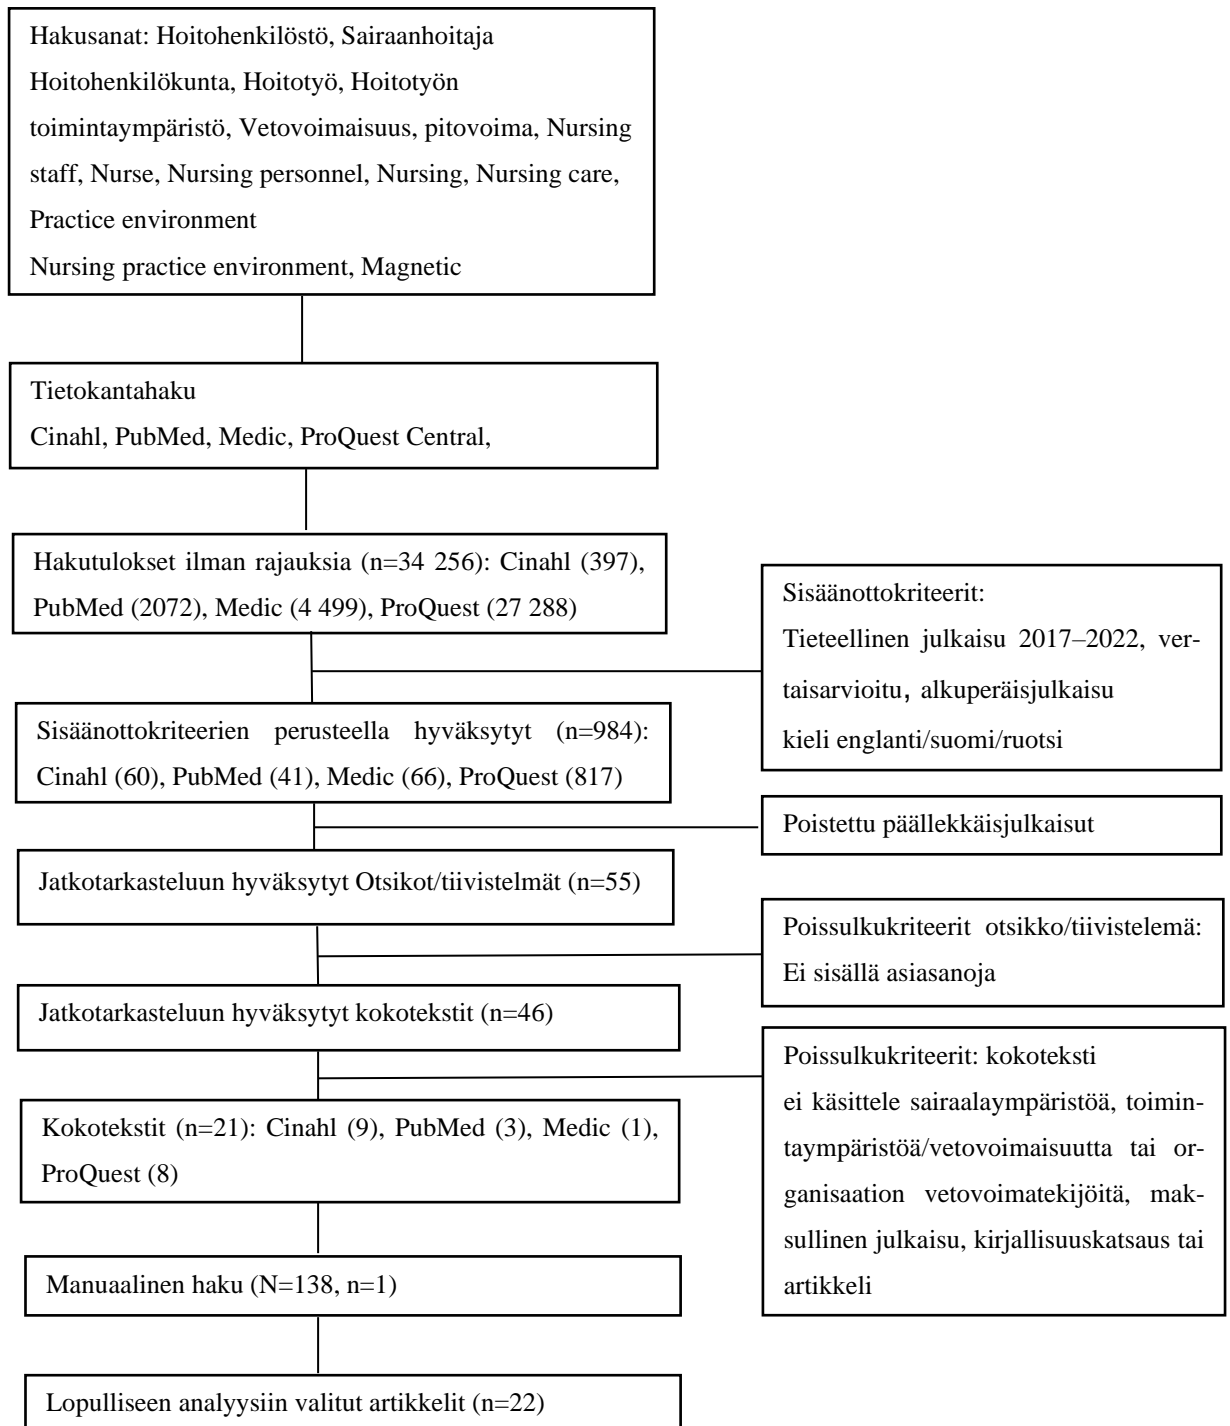 Hakusanat: Hoitohenkilöstö, Sairaanhoitaja
Hoitohenkilökunta, Hoitotyö, Hoitotyön
toimintaympäristö, Vetovoimaisuus, pitovoima, Nursing
staff, Nurse, Nursing personnel, Nursing, Nursing care,
Practice environment
Nursing practice environment, Magnetic
Tietokantahaku
Cinahl, PubMed, Medic, ProQuest Central,
Hakutulokset ilman rajauksia (n=34 256): Cinahl (397),
PubMed (2072), Medic (4 499), ProQuest (27 288)
Sisäänottokriteerit:
Tieteellinen julkaisu 2017–2022, ver-
taisarvioitu, alkuperäisjulkaisu
kieli englanti/suomi/ruotsi
Sisäänottokriteerien perusteella hyväksytyt (n=984):
Cinahl (60), PubMed (41), Medic (66), ProQuest (817)
Poistettu päällekkäisjulkaisut
Jatkotarkasteluun hyväksytyt Otsikot/tiivistelmät (n=55)
Poissulkukriteerit otsikko/tiivistelemä:
Ei sisällä asiasanoja
Jatkotarkasteluun hyväksytyt kokotekstit (n=46)
Poissulkukriteerit: kokoteksti
ei käsittele sairaalaympäristöä, toimin-
taympäristöä/vetovoimaisuutta tai or-
ganisaation vetovoimatekijöitä, mak-
sullinen julkaisu, kirjallisuuskatsaus tai
artikkeli
Kokotekstit (n=21): Cinahl (9), PubMed (3), Medic (1),
ProQuest (8)
Manuaalinen haku (N=138, n=1)
Lopulliseen analyysiin valitut artikkelit (n=22)